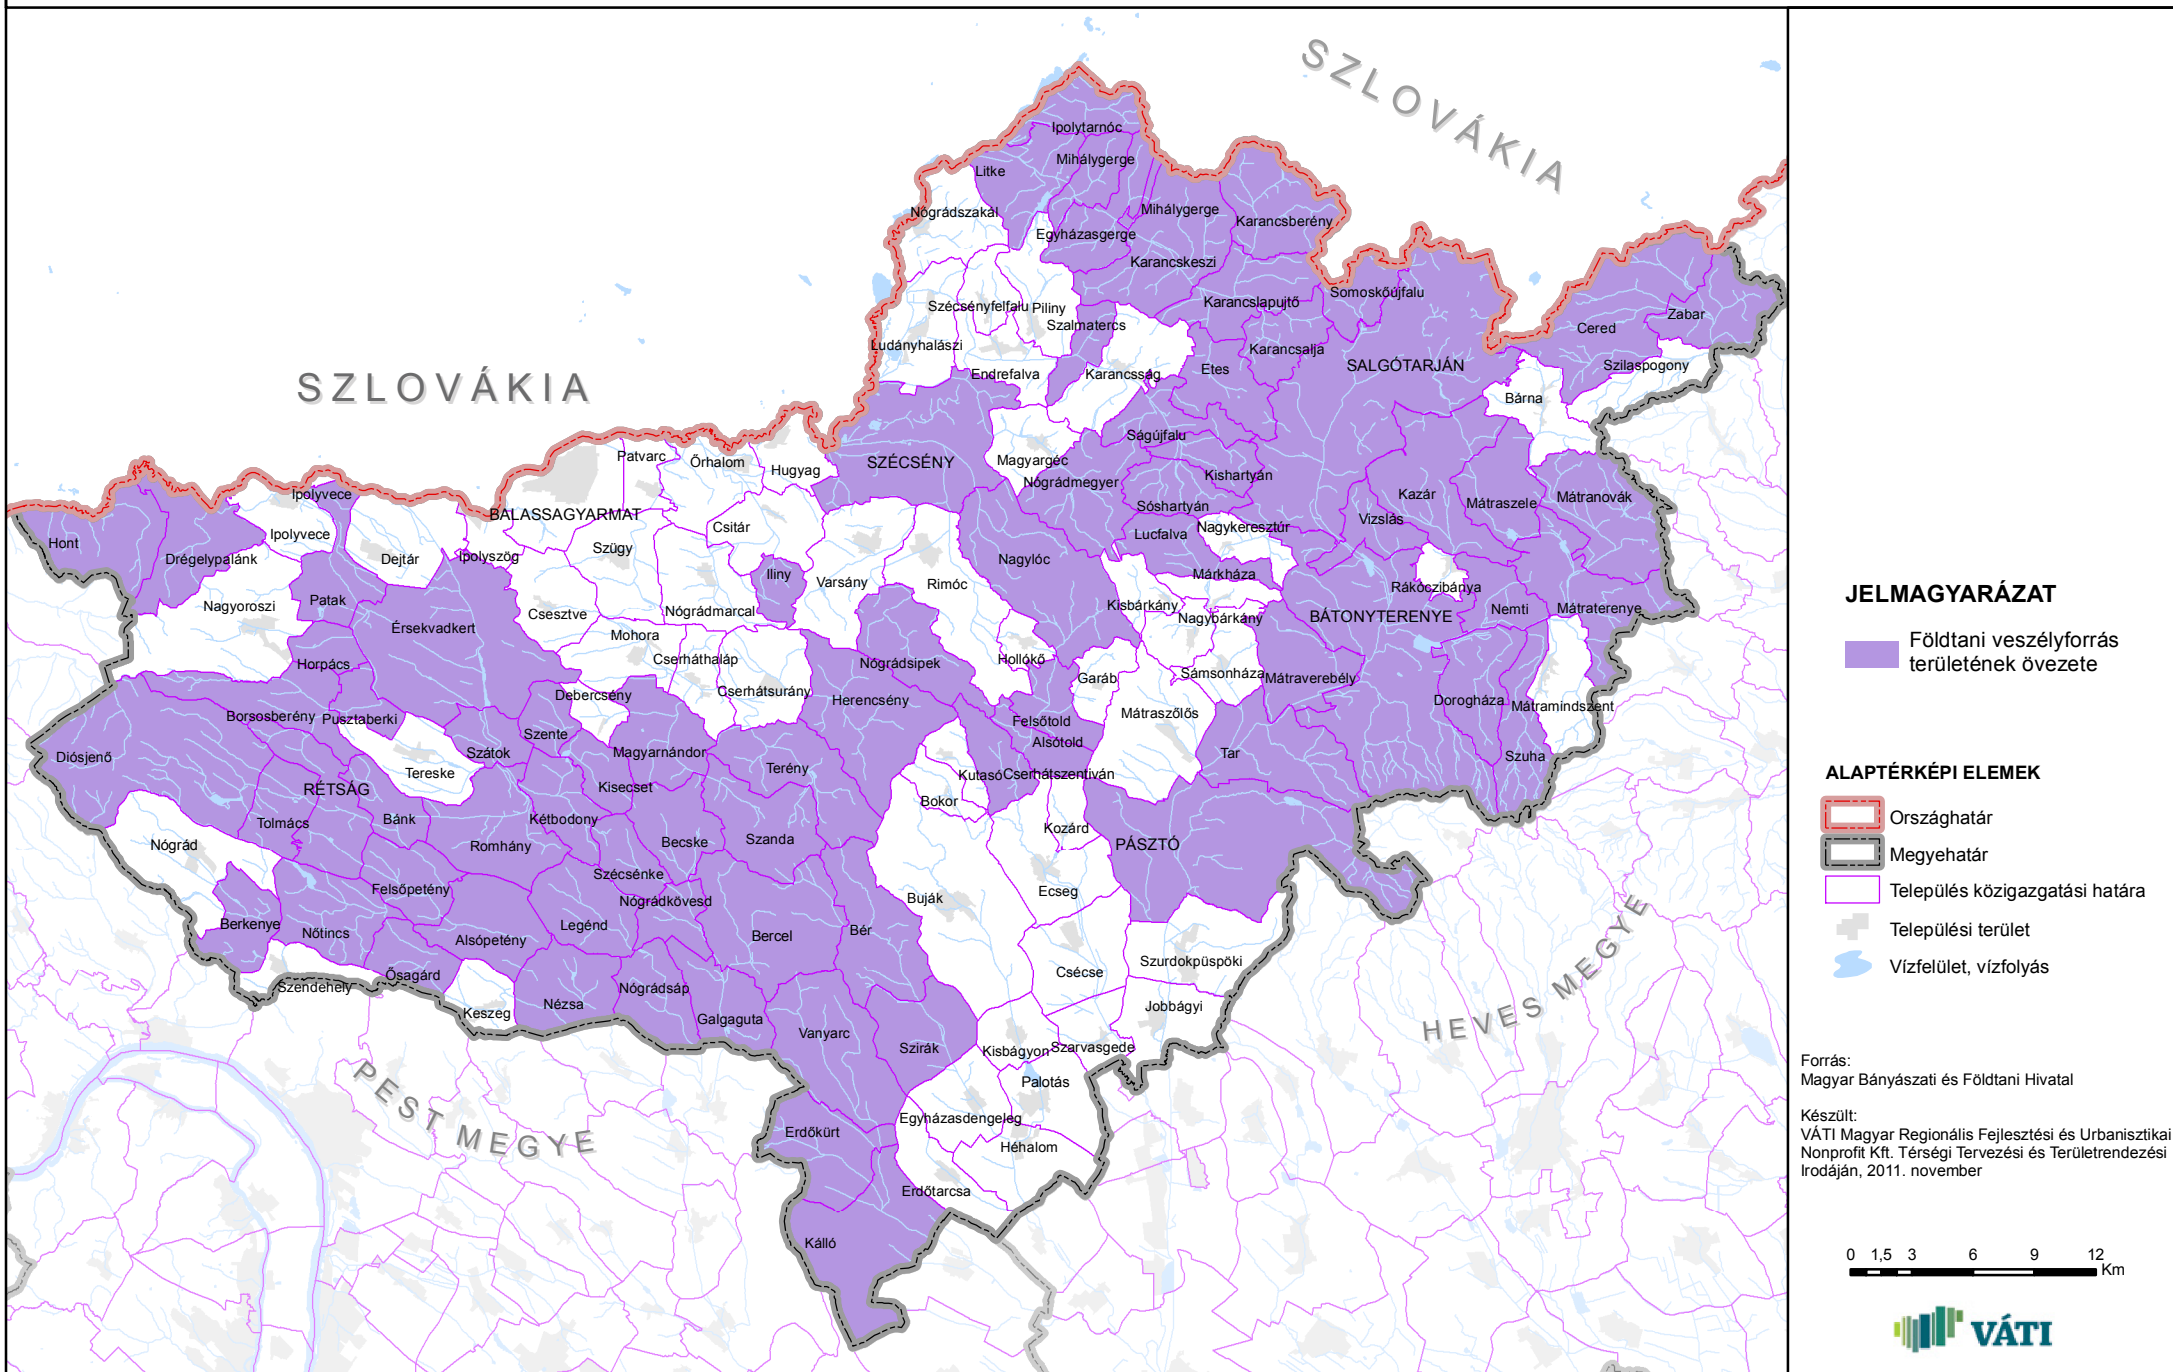 SZLOVÁKIA
Ipolytarnóc
Mihálygerge
Litke
Nógrádszakál
Mihálygerge
Karancsberény
Egyházasgerge
Karancskeszi
Szécsényfelfalu
Piliny
Karancslapujtő
Somoskőújfalu
Szalmatercs
Cered
Zabar
Ludányhalászi
Karancsalja
SZLOVÁKIA
Endrefalva
Karancsság
Etes
SALGÓTARJÁN
Szilaspogony
Bárna
Patvarc
Őrhalom
Hugyag
SZÉCSÉNY
Magyargéc
Ságújfalu
Nógrádmegyer
Kishartyán
Ipolyvece
Kazár
Mátraszele
Mátranovák
BALASSAGYARMAT
Csitár
Sóshartyán
Vizslás
Hont
Drégelypalánk
Ipolyvece
Dejtár
Ipolyszög
Szügy
Nagykeresztúr
Lucfalva
Iliny
Varsány
Rimóc
Nagylóc
Márkháza
Rákóczibánya
Nagyoroszi
Patak
Csesztve
Nógrádmarcal
Kisbárkány
Nagybárkány
BÁTONYTERENYE
Nemti
Mátraterenye
Érsekvadkert
Mohora
Horpács
Cserháthaláp
Nógrádsipek
Hollókő
Garáb
Sámsonháza
Mátraverebély
Debercsény
Cserhátsurány
Herencsény
Dorogháza
Mátramindszent
Borsosberény
Pusztaberki
Felsőtold
Mátraszőlős
Diósjenő
Szátok
Szente
Magyarnándor
Alsótold
Tar
Szuha
Tereske
Terény
Kutasó
Cserhátszentiván
RÉTSÁG
Kisecset
Bokor
Tolmács
Bánk
Kétbodony
Kozárd
Nógrád
Romhány
Becske
Szanda
PÁSZTÓ
Felsőpetény
Szécsénke
Ecseg
Nógrádkövesd
Buják
Berkenye
Nőtincs
Alsópetény
Legénd
Bercel
Bér
Ősagárd
Csécse
Szurdokpüspöki
Szendehely
Nógrádsáp
Nézsa
Keszeg
Galgaguta
Vanyarc
Jobbágyi
Szirák
Kisbágyon
Szarvasgede
HEVES MEGYE
Palotás
PEST MEGYE
Egyházasdengeleg
Erdőkürt
Héhalom
Erdőtarcsa
Kálló
JELMAGYARÁZAT
Földtani veszélyforrás
területének övezete
ALAPTÉRKÉPI ELEMEK
Országhatár
Megyehatár
Település közigazgatási határa
Települési terület
Vízfelület, vízfolyás
Forrás:
Magyar Bányászati és Földtani Hivatal
Készült:
VÁTI Magyar Regionális Fejlesztési és Urbanisztikai
Nonprofit Kft. Térségi Tervezési és Területrendezési
Irodáján, 2011. november
0 1,5 3 6 9 12
Km
VÁTI